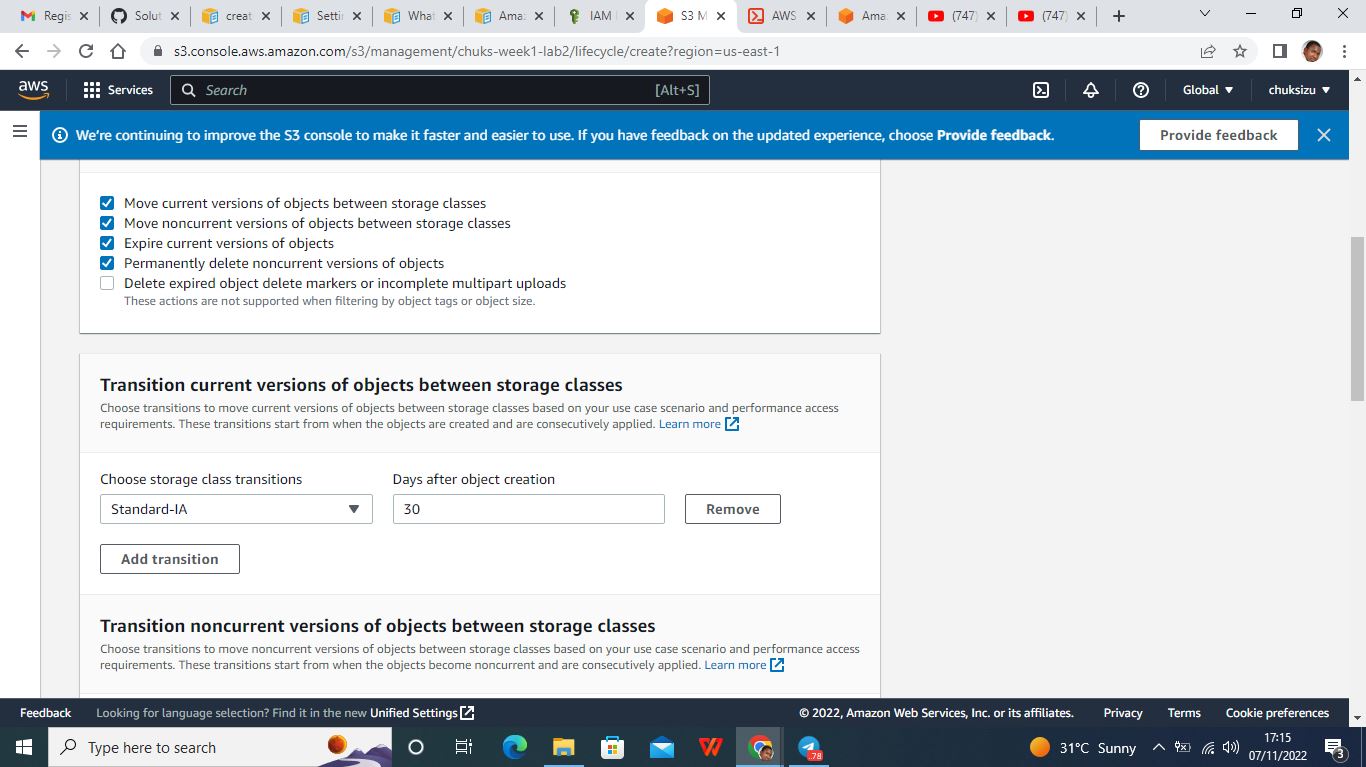 Regis
Solut
creat
Settin
What
Amaz
IAM
S3 M
AWS
Ama
(747)
(747)
s3.console.aws.amazon.com/s3/management/chuks-week1-lab2/lifecycle/create?region=us-east-1
aws
Services
Search
[Alt+S]
Global
chuksizu
We're continuing to improve the S3 console to make it faster and easier to use. If you have feedback on the updated experience, choose Provide feedback.
Provide feedback
Move current versions of objects between storage classes
Move noncurrent versions of objects between storage classes
Expire current versions of objects
Permanently delete noncurrent versions of objects
Delete expired object delete markers or incomplete multipart uploads
These actions are not supported when filtering by object tags or object size.
Transition current versions of objects between storage classes
Choose transitions to move current versions of objects between storage classes based on your use case scenario and performance access
requirements. These transitions start from when the objects are created and are consecutively applied. Learn more
Choose storage class transitions
Days after object creation
Standard-IA
30
Remove
Add transition
Transition noncurrent versions of objects between storage classes
Choose transitions to move noncurrent versions of objects between storage classes based on your use case scenario and performance access
requirements. These transitions start from when the objects become noncurrent and are consecutively applied. Learn more
Feedback
Looking for language selection? Find it in the new Unified Settings
© 2022, Amazon Web Services, Inc. or its affiliates.
Privacy
Terms
Cookie preferences
Type here to search
78
31°C Sunny
17:15
07/11/2022
3